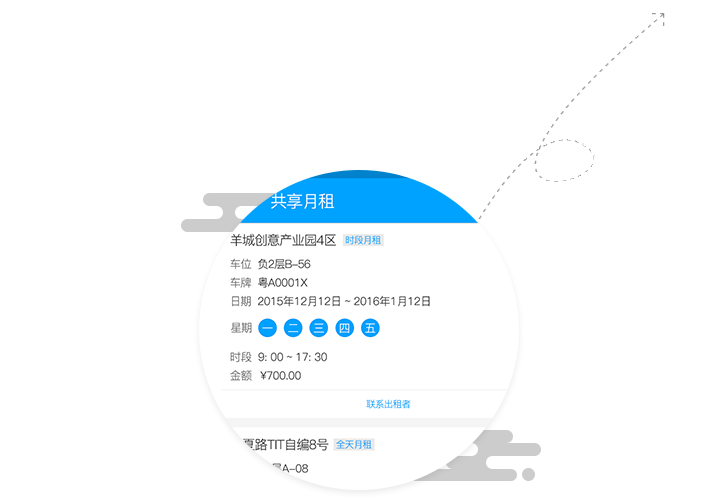 共享月租
羊城创意产业园4区 时段月租
车位 负2层B-56
车牌 粤A0001X
日期 2015年12月12日 ~ 2016年1月12日
星期 一 二 三 四 五
时段 9: 00 ~ 17: 30
金额 ¥700.00
联系出租者
夏路TIT自编8号 全天月租
层A-08